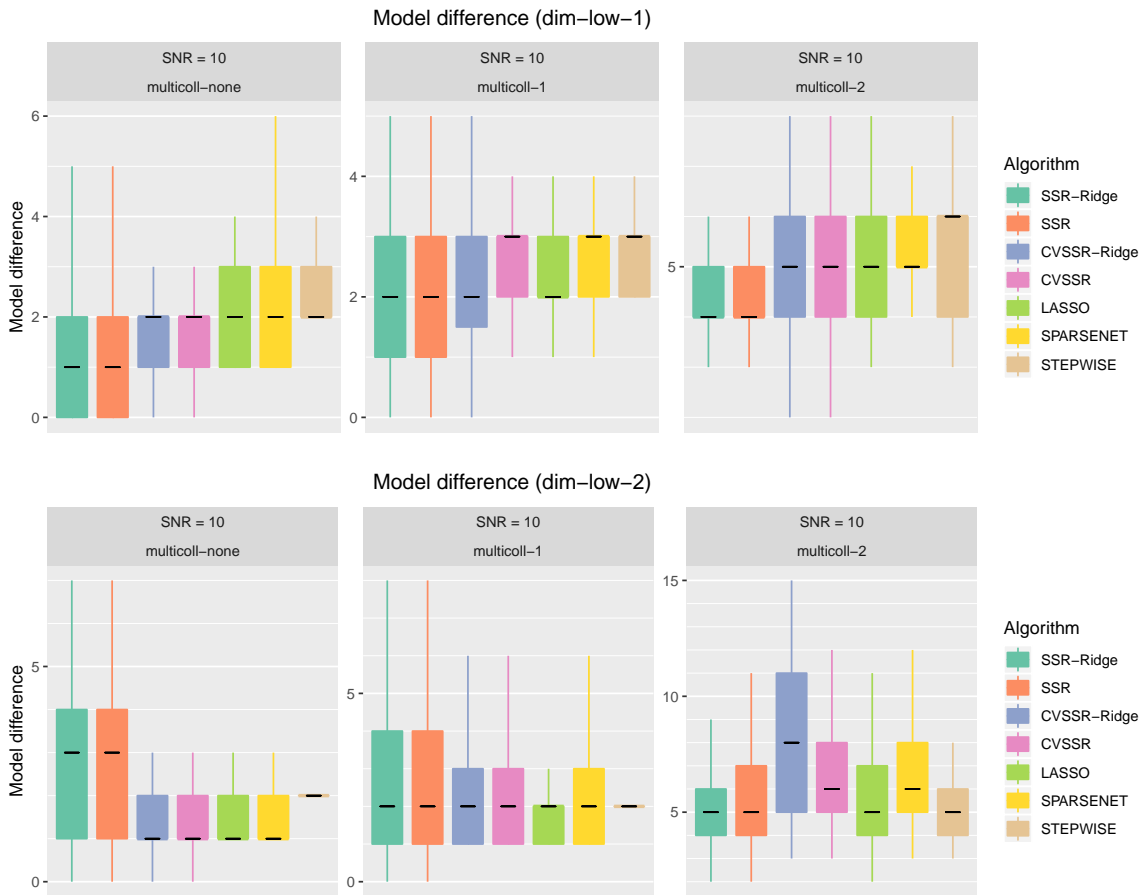 Model difference (dim−low−1)
SNR = 10
multicoll−none
SNR = 10
multicoll−1
SNR = 10
multicoll−2
Model difference
6
4
2
0
4
2
0
5
Algorithm
SSR−Ridge
SSR
CVSSR−Ridge
CVSSR
LASSO
SPARSENET
STEPWISE
Model difference (dim−low−2)
SNR = 10
multicoll−none
SNR = 10
multicoll−1
SNR = 10
multicoll−2
Model difference
5
0
5
0
15
10
5
Algorithm
SSR−Ridge
SSR
CVSSR−Ridge
CVSSR
LASSO
SPARSENET
STEPWISE